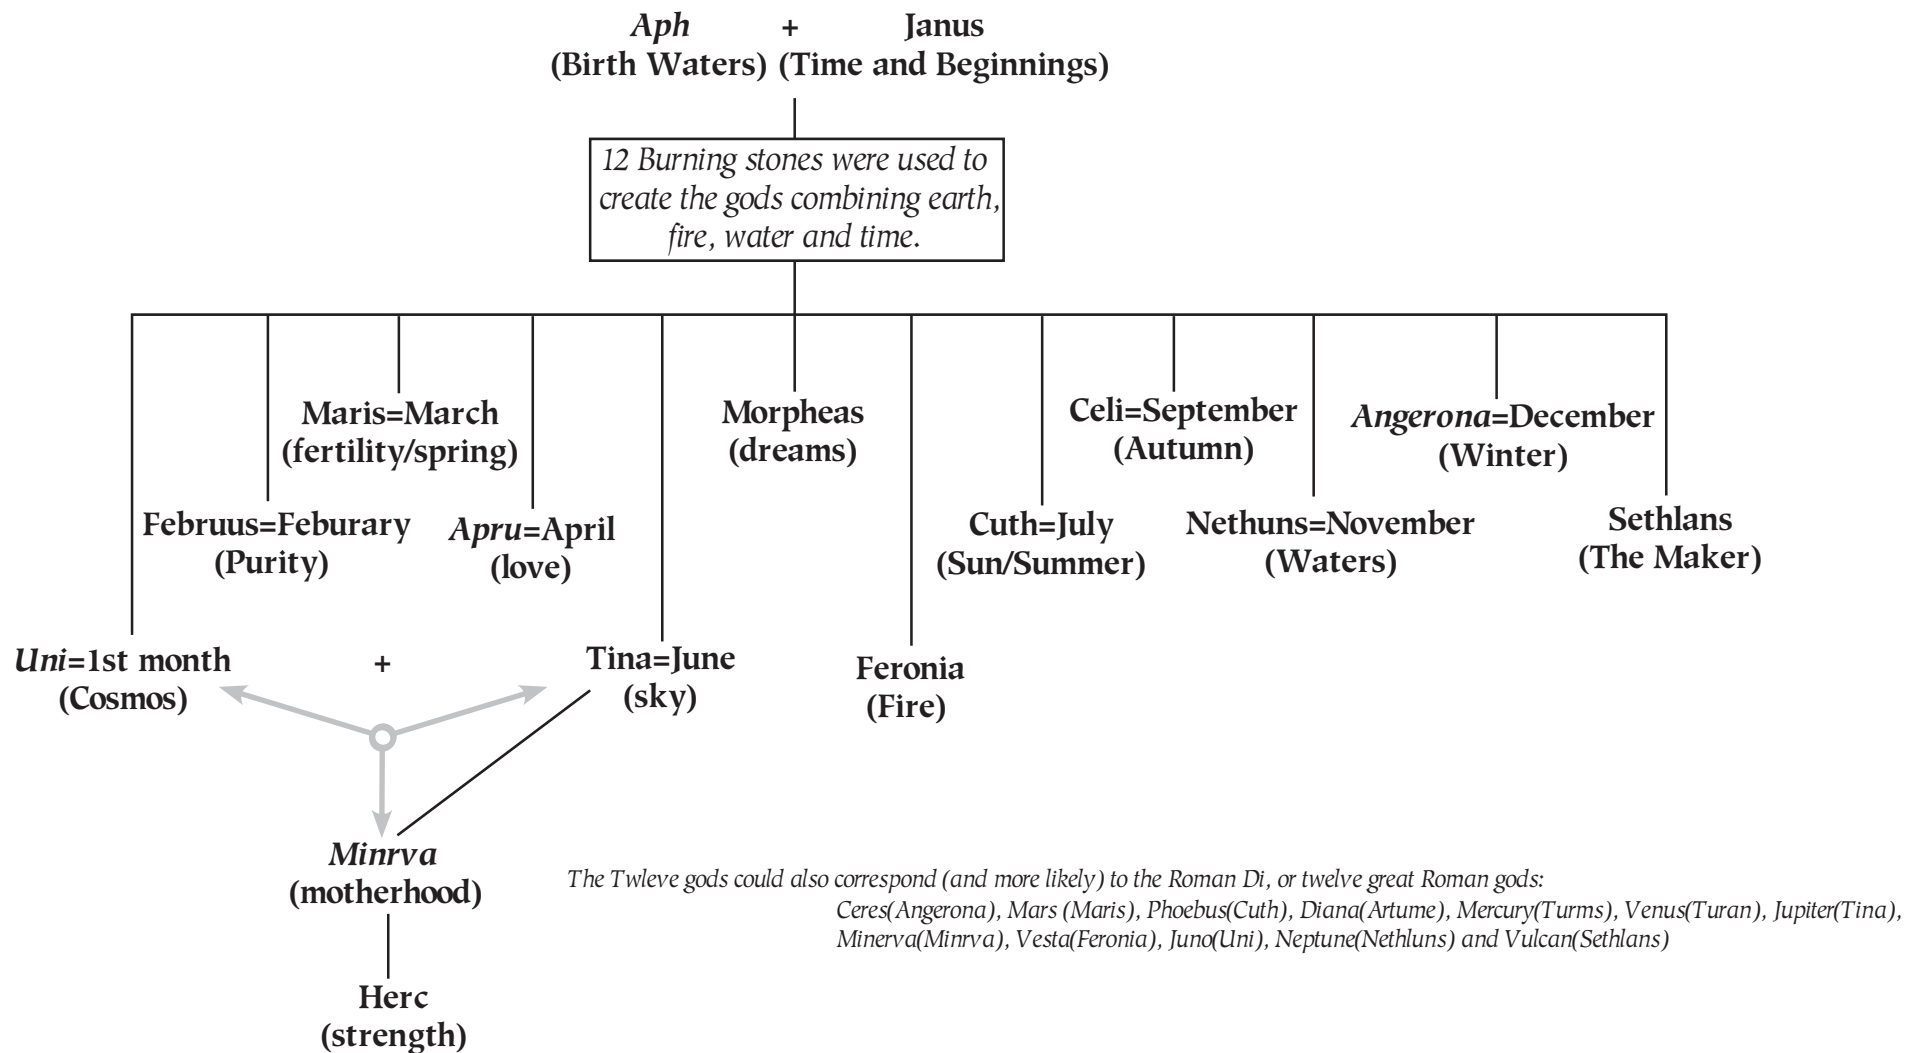 Aph + Janus
(Birth Waters) (Time and Beginnings)
12 Burning stones were used to
create the gods combining earth,
fire, water and time.
Maris=March
(fertility/spring)
Morpheas
(dreams)
Celi=September
(Autumn)
Angerona=December
(Winter)
Februus=Feburary
(Purity)
Apru=April
(love)
Cuth=July
(Sun/Summer)
Nethuns=November
(Waters)
Sethlans
(The Maker)
Uni=1st month
(Cosmos)
+
Tina=June
(sky)
Feronia
(Fire)
Minrva
(motherhood)
Herc
(strength)
The Twleve gods could also correspond (and more likely) to the Roman Di, or twelve great Roman gods:
Ceres(Angerona), Mars (Maris), Phoebus(Cuth), Diana(Artume), Mercury(Turms), Venus(Turan), Jupiter(Tina),
Minerva(Minrva), Vesta(Feronia), Juno(Uni), Neptune(Nethluns) and Vulcan(Sethlans)